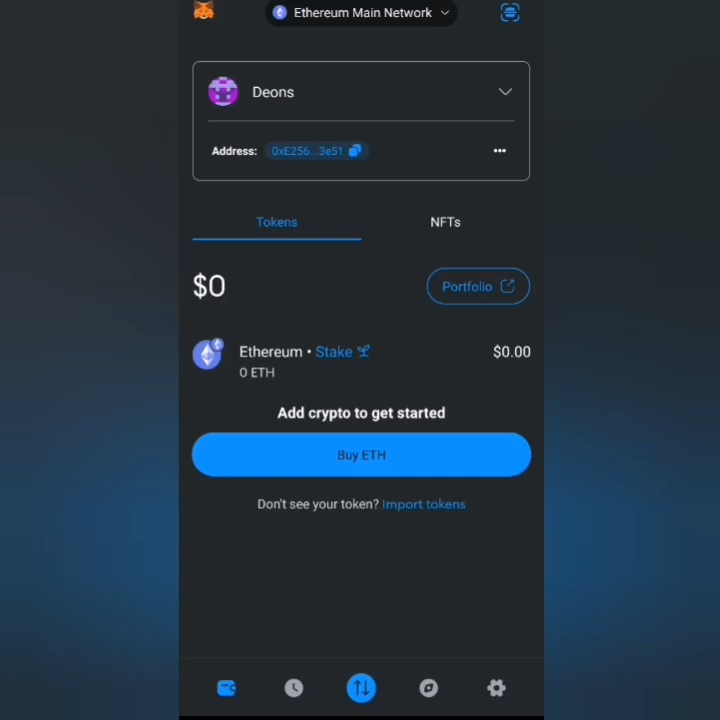 Ethereum Main Network
Deons
Address: 0xE256...3e51
Tokens NFTs
$0 Portfolio
Ethereum • Stake $0.00
0 ETH
Add crypto to get started
Buy ETH
Don't see your token? Import tokens